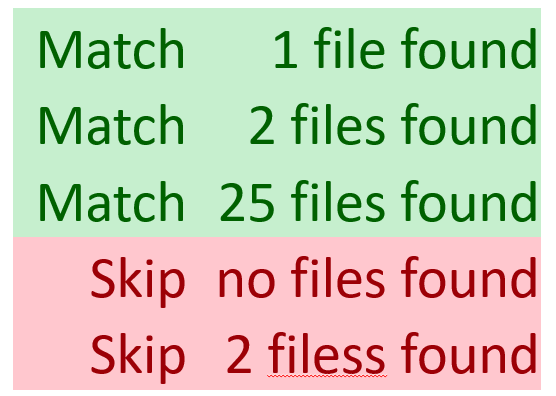 Match 1 file found
Match 2 files found
Match 25 files found
Skip no files found
Skip 2 filess found